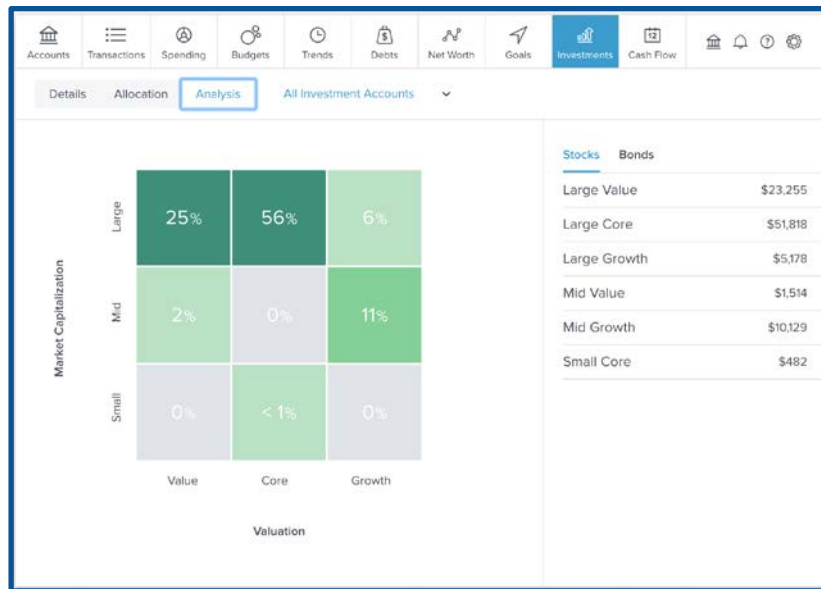 Accounts Transactions Spending Budgets Trends Debts Net Worth Goals Investments Cash Flow
12
Details Allocation Analysis All Investment Accounts
Stocks Bonds
Large Value $23,255
Large Core $51,818
Large Growth $5,178
Mid Value $1,514
Mid Growth $10,129
Small Core $482
Market Capitalization
Large 25% 56% 6%
Mid 2% 0% 11%
Small 0% < 1% 0%
Value Core Growth
Valuation